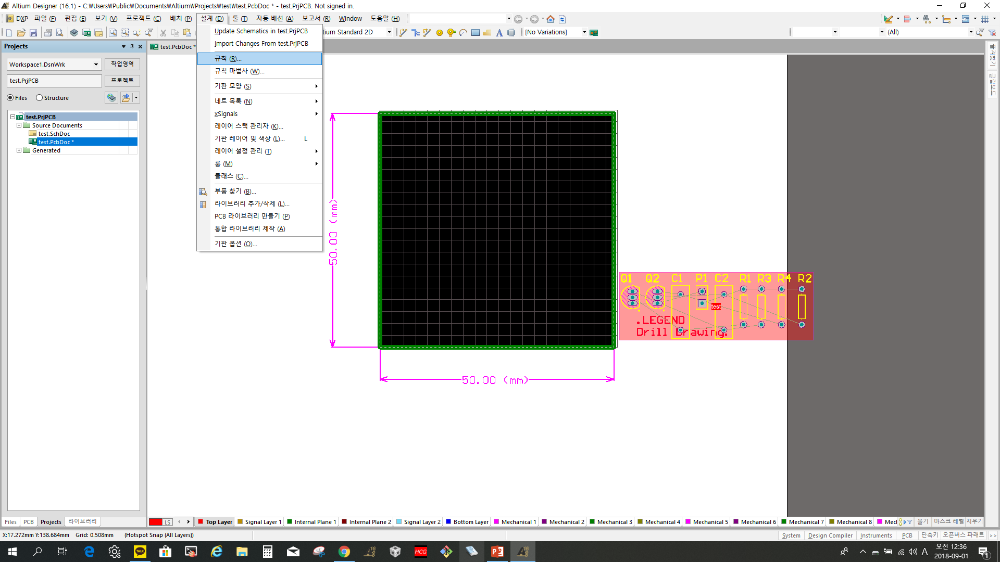 Altium Designer (16.1) - C:₩Users₩Public₩Documents₩Altium₩Projects₩test₩test.PcbDoc * - test.PrjPCB. Not signed in.
DXP 파일 (F) 편집 (E) 보기 (V) 프로젝트 (C) 배치 (P) 설계 (D) 툴 (T) 자동 배선 (A) 보고서 (R) Window 도움말 (H)
tium Standard 2D [No Variations] (All)
Projects
test.PcbDoc *
Workspace1.DsnWrk 작업영역
test.PrjPCB 프로젝트
Files Structure
test.PrjPCB
Source Documents
test.SchDoc
test.PcbDoc *
Generated
Update Schematics in test.PrjPCB
Import Changes From test.PrjPCB
규칙 (R)...
규칙 마법사 (W)...
기판 모양 (S)
네트 목록 (N)
xSignals
레이어 스택 관리자 (K)...
기판 레이어 및 색상 (L)... L
레이어 설정 관리 (T)
룸 (M)
클래스 (C)...
부품 찾기 (B)...
라이브러리 추가/삭제 (L)...
PCB 라이브러리 만들기 (P)
통합 라이브러리 제작 (A)
기판 옵션 (O)...
50.00 (mm)
50.00 (mm)
Q1 Q2 C1 P1 C2 R1 R3 R4 R2
test
.LEGEND
Drill Drawing.
즐겨찾기
클립보드
Files PCB Projects 라이브러리
LS Top Layer Signal Layer 1 Internal Plane 1 Internal Plane 2 Signal Layer 2 Bottom Layer Mechanical 1 Mechanical 2 Mechanical 3 Mechanical 4 Mechanical 5 Mechanical 6 Mechanical 7 Mechanical 8 Mecl 물기 마스크 레벨 지우기
X:17.272mm Y:138.684mm Grid: 0.508mm (Hotspot Snap (All Layers))
System Design Compiler Instruments PCB 단축키 오픈버스 파래트 >>
TALK
HCG
16
16
A
오전 12:36
2018-09-01
1